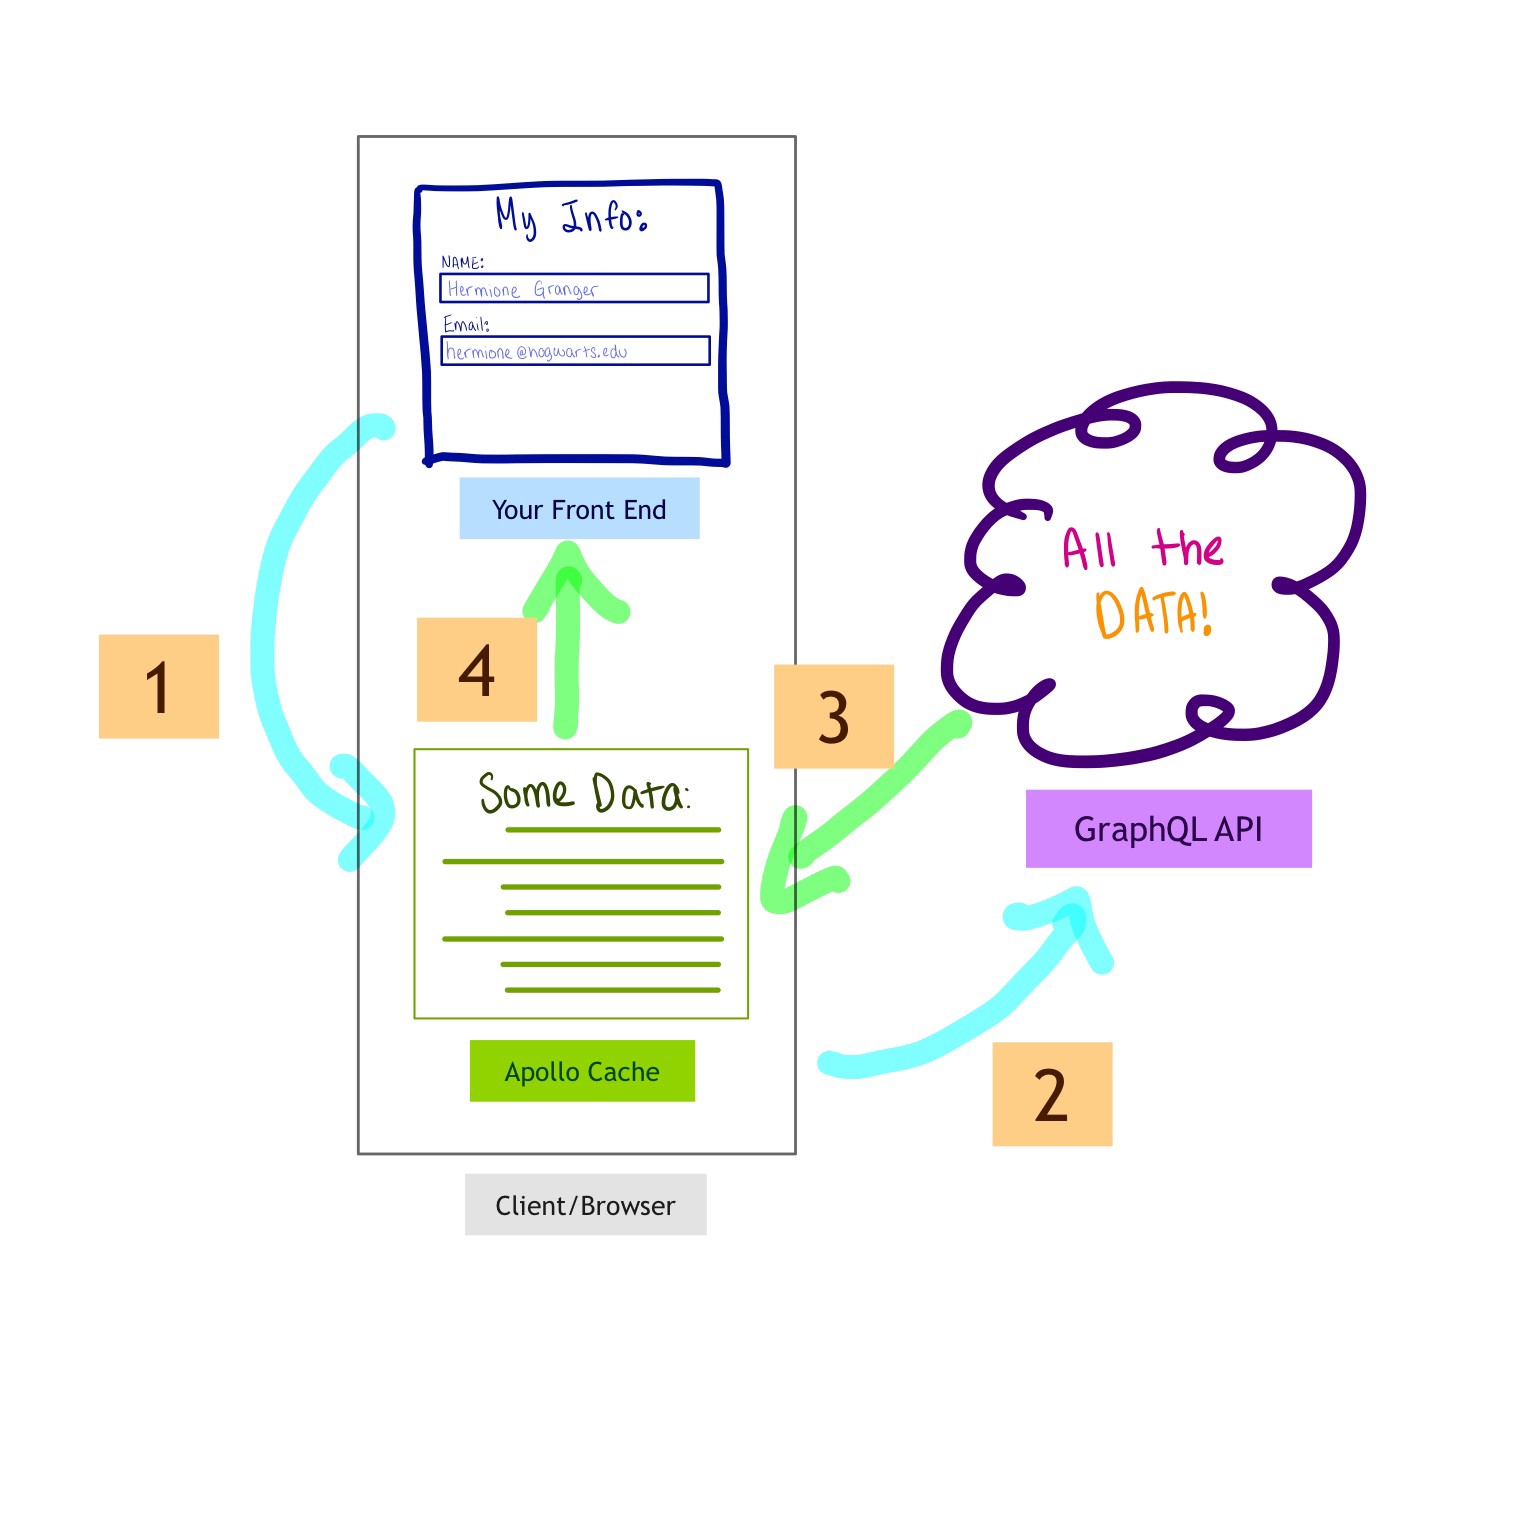 My Info:
NAME:
Hermione Granger
Email:
hermione@hogwarts.edu
Your Front End
1
4
3
All the
DATA!
Some Data:
GraphQL API
2
Apollo Cache
Client/Browser